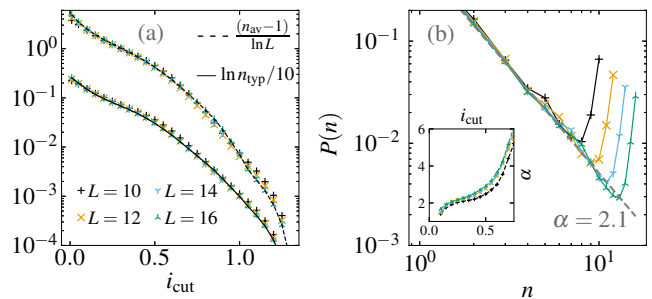 (a)
(n_av−1)/ln L
ln n_typ/10
10^0
10^−1
10^−2
10^−3
10^−4
L = 10
L = 14
L = 12
L = 16
0.0 0.5 1.0
i_cut
(b)
P(n)
10^−1
10^−2
10^−3
i_cut
6
4
2
α
0.0 0.5
α = 2.1
10^0 10^1
n